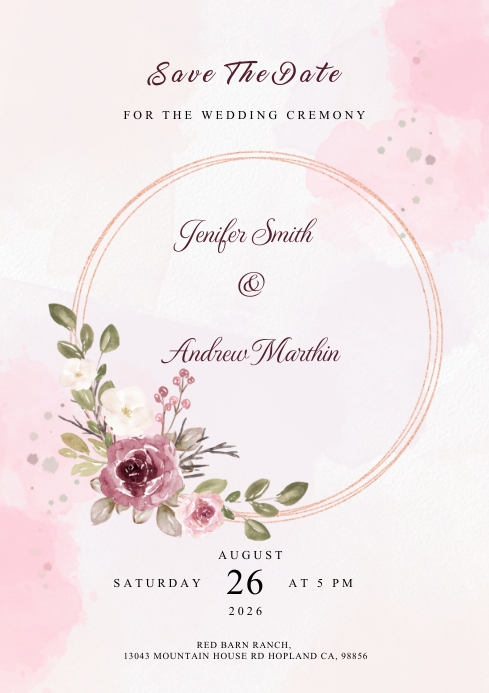 Save The Date
FOR THE WEDDING CREMONY
Jenifer Smith
&
Andrew Marthin
AUGUST
SATURDAY 26 AT 5 PM
2026
RED BARN RANCH,
13043 MOUNTAIN HOUSE RD HOPLAND CA, 98856